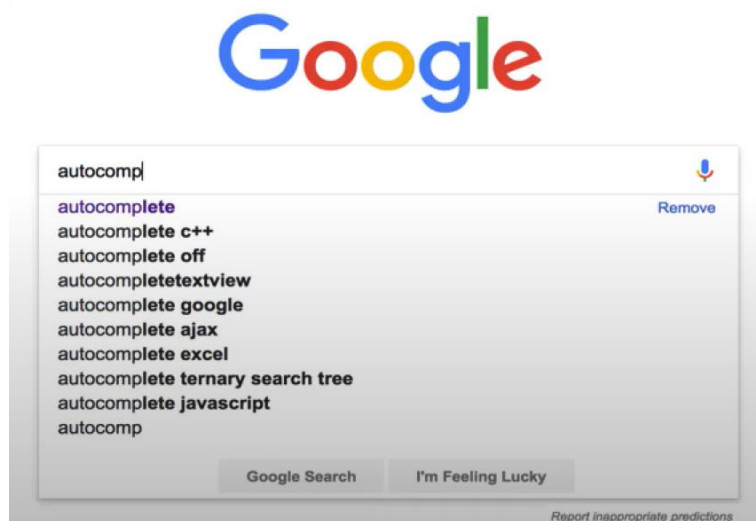 Google
autocomp
autocomplete Remove
autocomplete c++
autocomplete off
autocompletetextview
autocomplete google
autocomplete ajax
autocomplete excel
autocomplete ternary search tree
autocomplete javascript
autocomp
Google Search I'm Feeling Lucky
Report inappropriate predictions